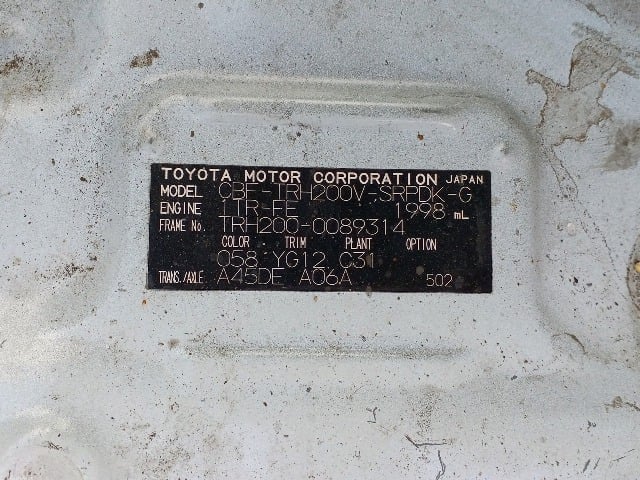 TOYOTA MOTOR CORPORATION JAPAN
MODEL CBF-TRH200V-SRPDK-G
ENGINE 1TR-FE 1998 mL
FRAME No. TRH200-0089314
COLOR TRIM PLANT OPTION
058 YG12 C31
TRANS./AXLE A45DE A06A 502